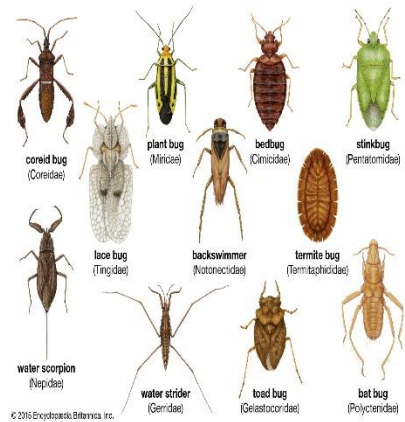 coreid bug
(Coreidae)
plant bug
(Miridae)
bedbug
(Cimicidae)
stinkbug
(Pentatomidae)
lace bug
(Tingidae)
backswimmer
(Notonectidae)
termite bug
(Termitaphididae)
water scorpion
(Nepidae)
water strider
(Gerridae)
toad bug
(Gelastocoridae)
bat bug
(Polyctenidae)
© 2015 Encyclopædia Britannica, Inc.